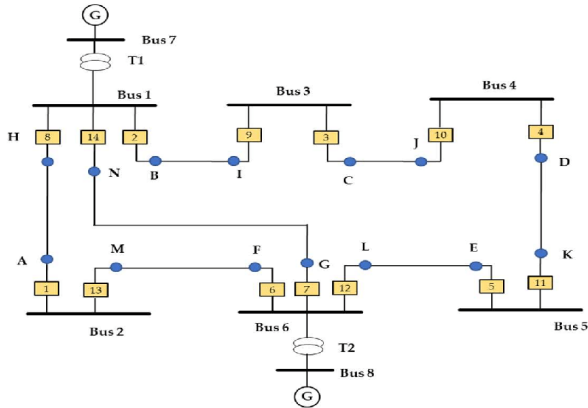 G
Bus 7
T1
Bus 1
Bus 3
Bus 4
H
8
14
2
9
3
10
4
N
B
I
C
J
D
A
M
F
G
L
E
K
1
13
6
7
12
5
11
Bus 2
Bus 6
Bus 5
T2
Bus 8
G